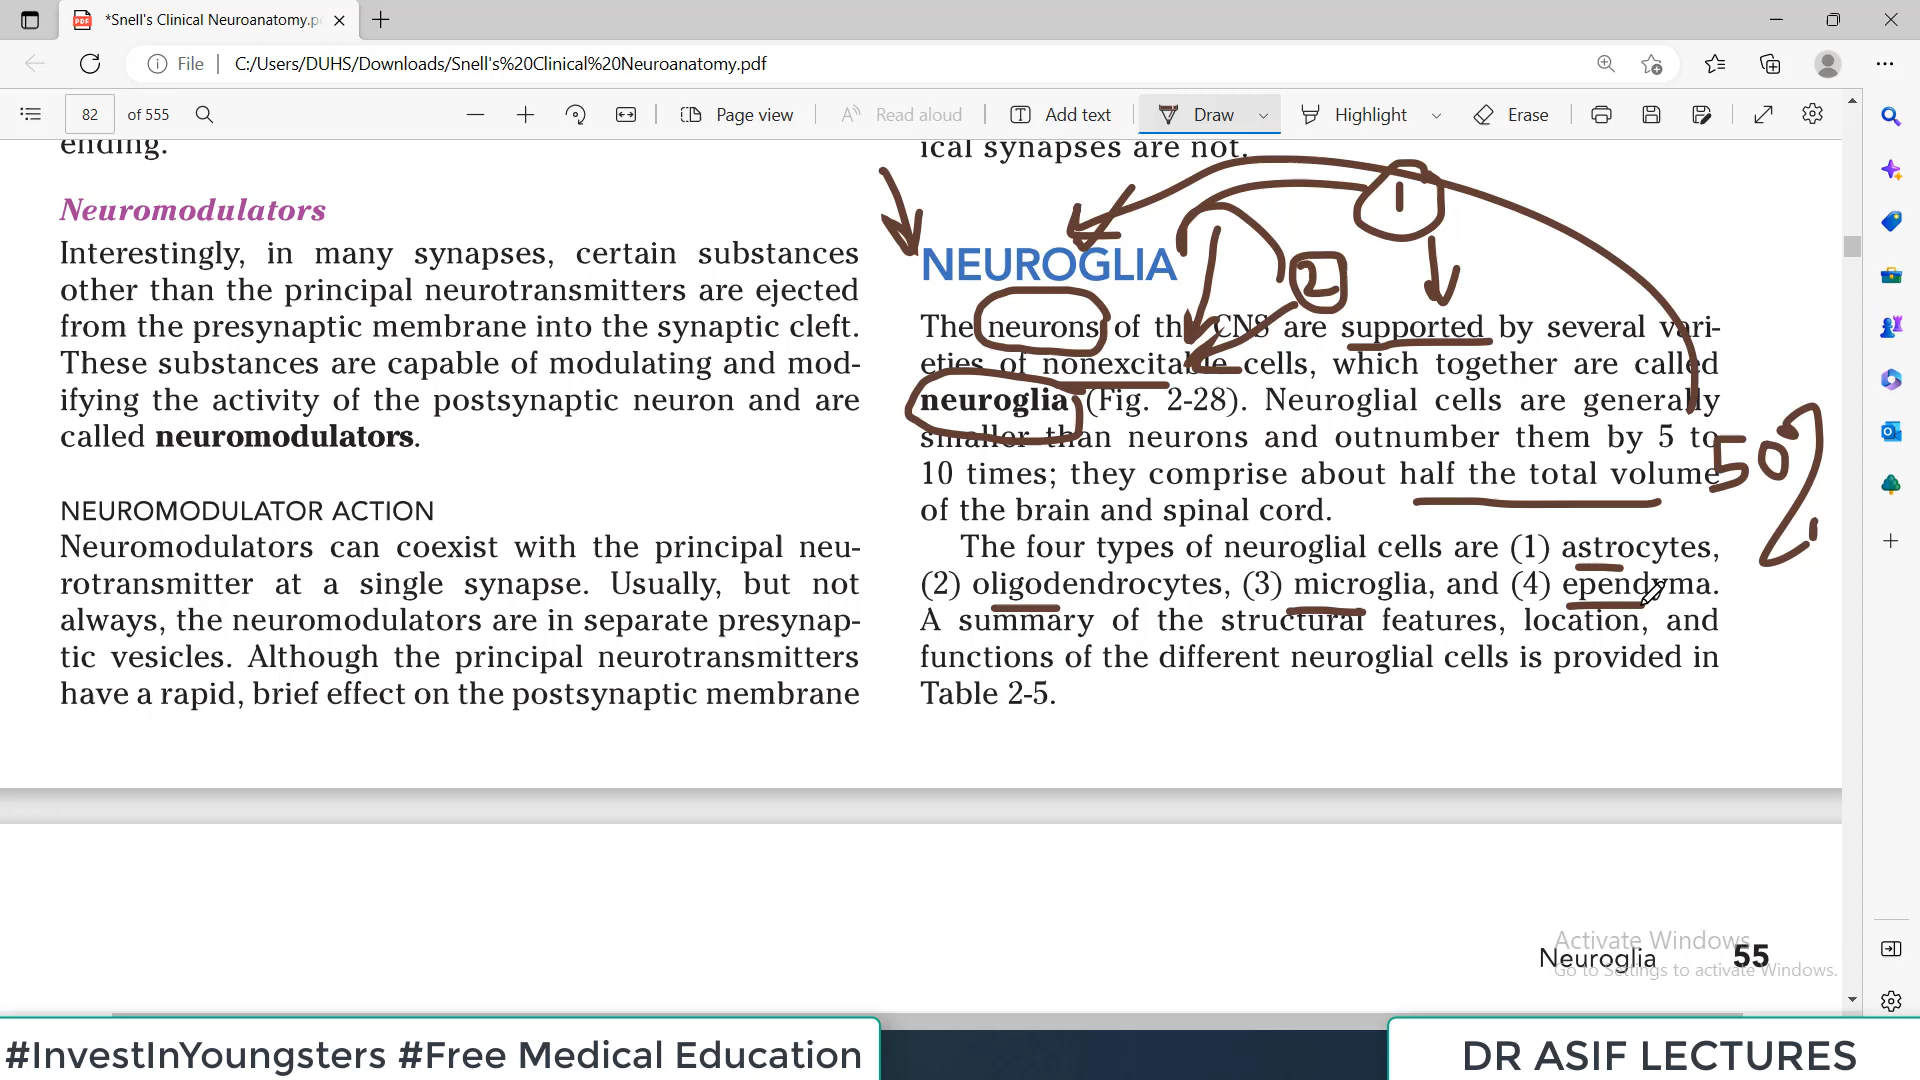 *Snell's Clinical Neuroanatomy.p
File
C:/Users/DUHS/Downloads/Snell's%20Clinical%20Neuroanatomy.pdf
82 of 555
Page view
Read aloud
Add text
Draw
Highlight
Erase
ending.
Neuromodulators
Interestingly, in many synapses, certain substances
other than the principal neurotransmitters are ejected
from the presynaptic membrane into the synaptic cleft.
These substances are capable of modulating and mod-
ifying the activity of the postsynaptic neuron and are
called neuromodulators.
NEUROMODULATOR ACTION
Neuromodulators can coexist with the principal neu-
rotransmitter at a single synapse. Usually, but not
always, the neuromodulators are in separate presynap-
tic vesicles. Although the principal neurotransmitters
have a rapid, brief effect on the postsynaptic membrane
ical synapses are not.
1
NEUROGLIA
2
The neurons of the CNS are supported by several vari-
eties of nonexcitable cells, which together are called
neuroglia (Fig. 2-28). Neuroglial cells are generally
smaller than neurons and outnumber them by 5 to
10 times; they comprise about half the total volume
of the brain and spinal cord.
50%
The four types of neuroglial cells are (1) astrocytes,
(2) oligodendrocytes, (3) microglia, and (4) ependyma.
A summary of the structural features, location, and
functions of the different neuroglial cells is provided in
Table 2-5.
Neuroglia 55
Activate Windows
Go to Settings to activate Windows.
#InvestInYoungsters #Free Medical Education
DR ASIF LECTURES